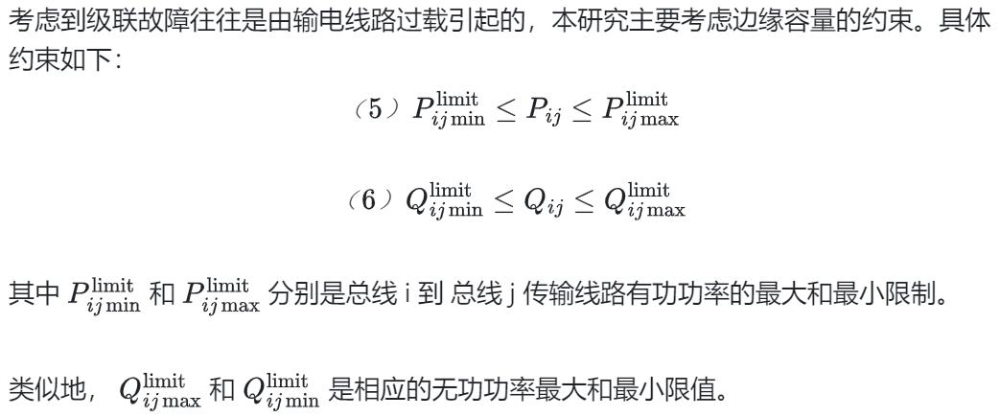 考虑到级联故障往往是由输电线路过载引起的，本研究主要考虑边缘容量的约束。具体
约束如下：
（5）$P_{ij\min}^{\text{limit}} \leq P_{ij} \leq P_{ij\max}^{\text{limit}}$
（6）$Q_{ij\min}^{\text{limit}} \leq Q_{ij} \leq Q_{ij\max}^{\text{limit}}$
其中 $P_{ij\min}^{\text{limit}}$ 和 $P_{ij\max}^{\text{limit}}$ 分别是总线 i 到 总线 j 传输线路有功功率的最大和最小限制。
类似地， $Q_{ij\max}^{\text{limit}}$ 和 $Q_{ij\min}^{\text{limit}}$ 是相应的无功功率最大和最小限值。